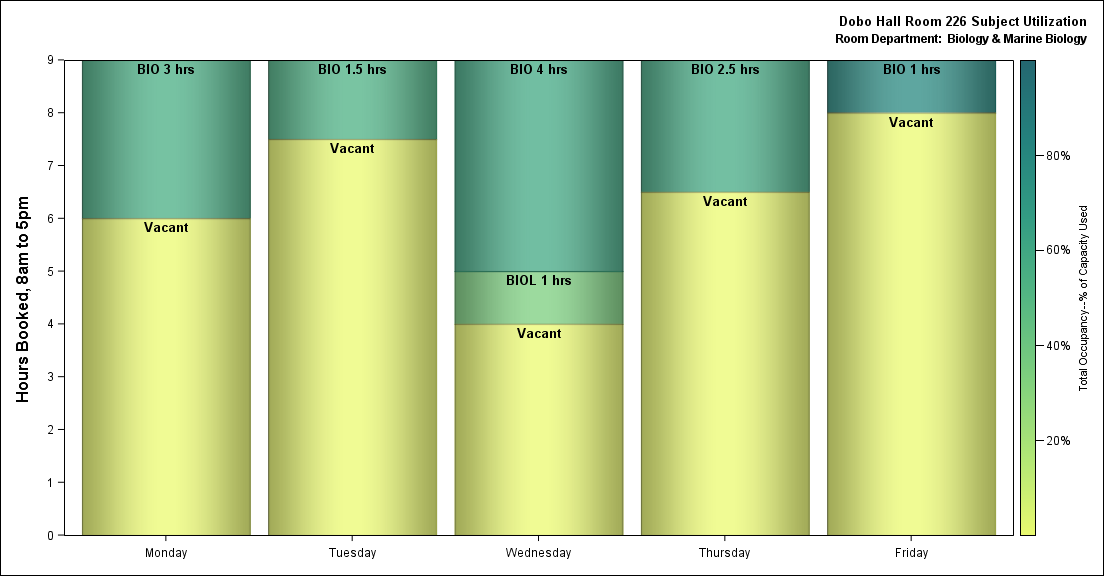 Dobo Hall Room 226 Subject Utilization
Room Department: Biology & Marine Biology
Hours Booked, 8am to 5pm
9
8
7
6
5
4
3
2
1
0
BIO 3 hrs
Vacant
BIO 1.5 hrs
Vacant
BIO 4 hrs
BIOL 1 hrs
Vacant
BIO 2.5 hrs
Vacant
BIO 1 hrs
Vacant
Monday
Tuesday
Wednesday
Thursday
Friday
80%
60%
40%
20%
Total Occupancy--% of Capacity Used